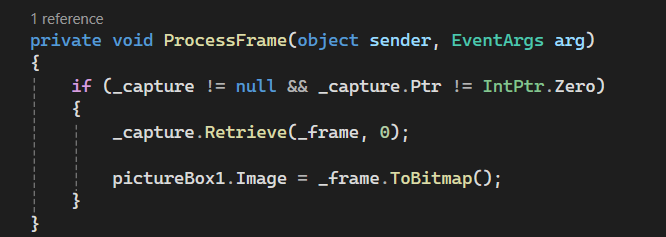 1 reference
private void ProcessFrame(object sender, EventArgs arg)
{
if (_capture != null && _capture.Ptr != IntPtr.Zero)
{
_capture.Retrieve(_frame, 0);
pictureBox1.Image = _frame.ToBitmap();
}
}